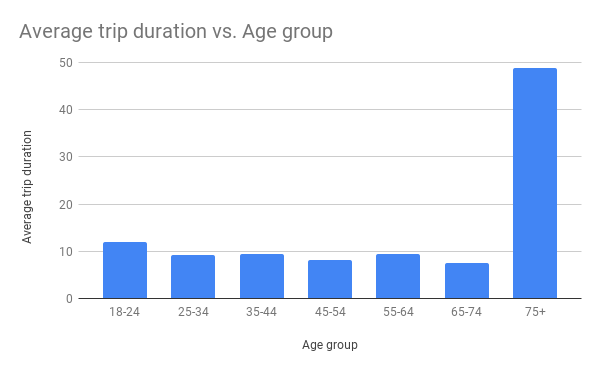 Average trip duration vs. Age group
50
40
30
20
10
0
Average trip duration
18-24 25-34 35-44 45-54 55-64 65-74 75+
Age group